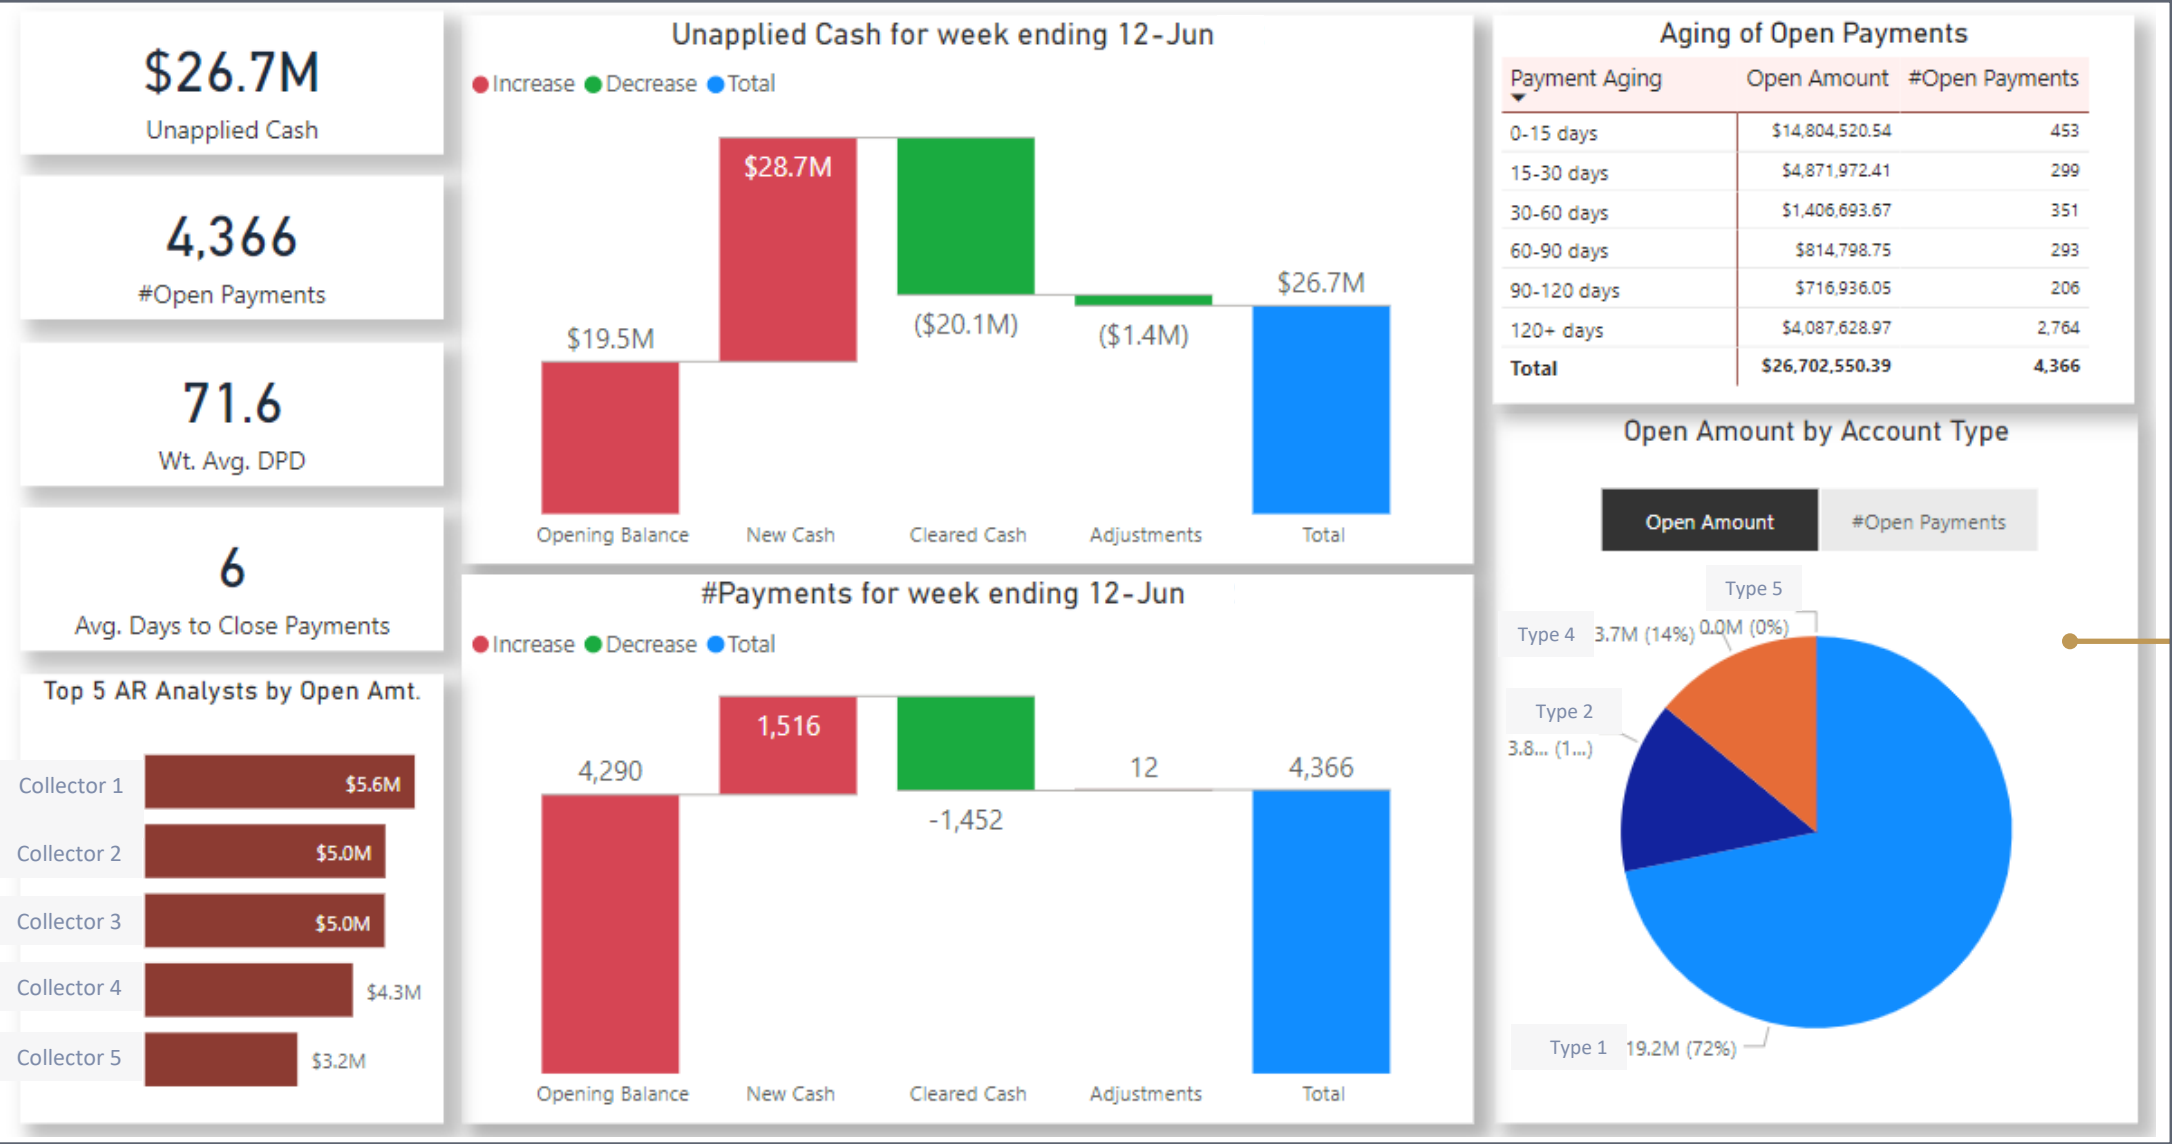 $26.7M
Unapplied Cash
4,366
#Open Payments
71.6
Wt. Avg. DPD
6
Avg. Days to Close Payments
Top 5 AR Analysts by Open Amt.
Collector 1 $5.6M
Collector 2 $5.0M
Collector 3 $5.0M
Collector 4 $4.3M
Collector 5 $3.2M
Unapplied Cash for week ending 12-Jun
Increase Decrease Total
$28.7M
$26.7M
$19.5M ($20.1M) ($1.4M)
Opening Balance New Cash Cleared Cash Adjustments Total
#Payments for week ending 12-Jun
Increase Decrease Total
1,516
4,290 12 4,366
-1,452
Opening Balance New Cash Cleared Cash Adjustments Total
Aging of Open Payments
Payment Aging Open Amount #Open Payments
0-15 days $14,804,520.54 453
15-30 days $4,871,972.41 299
30-60 days $1,406,693.67 351
60-90 days $814,798.75 293
90-120 days $716,936.05 206
120+ days $4,087,628.97 2,764
Total $26,702,550.39 4,366
Open Amount by Account Type
Open Amount #Open Payments
Type 5
0.0M (0%)
Type 4 3.7M (14%)
Type 2
3.8... (1...)
Type 1 19.2M (72%)